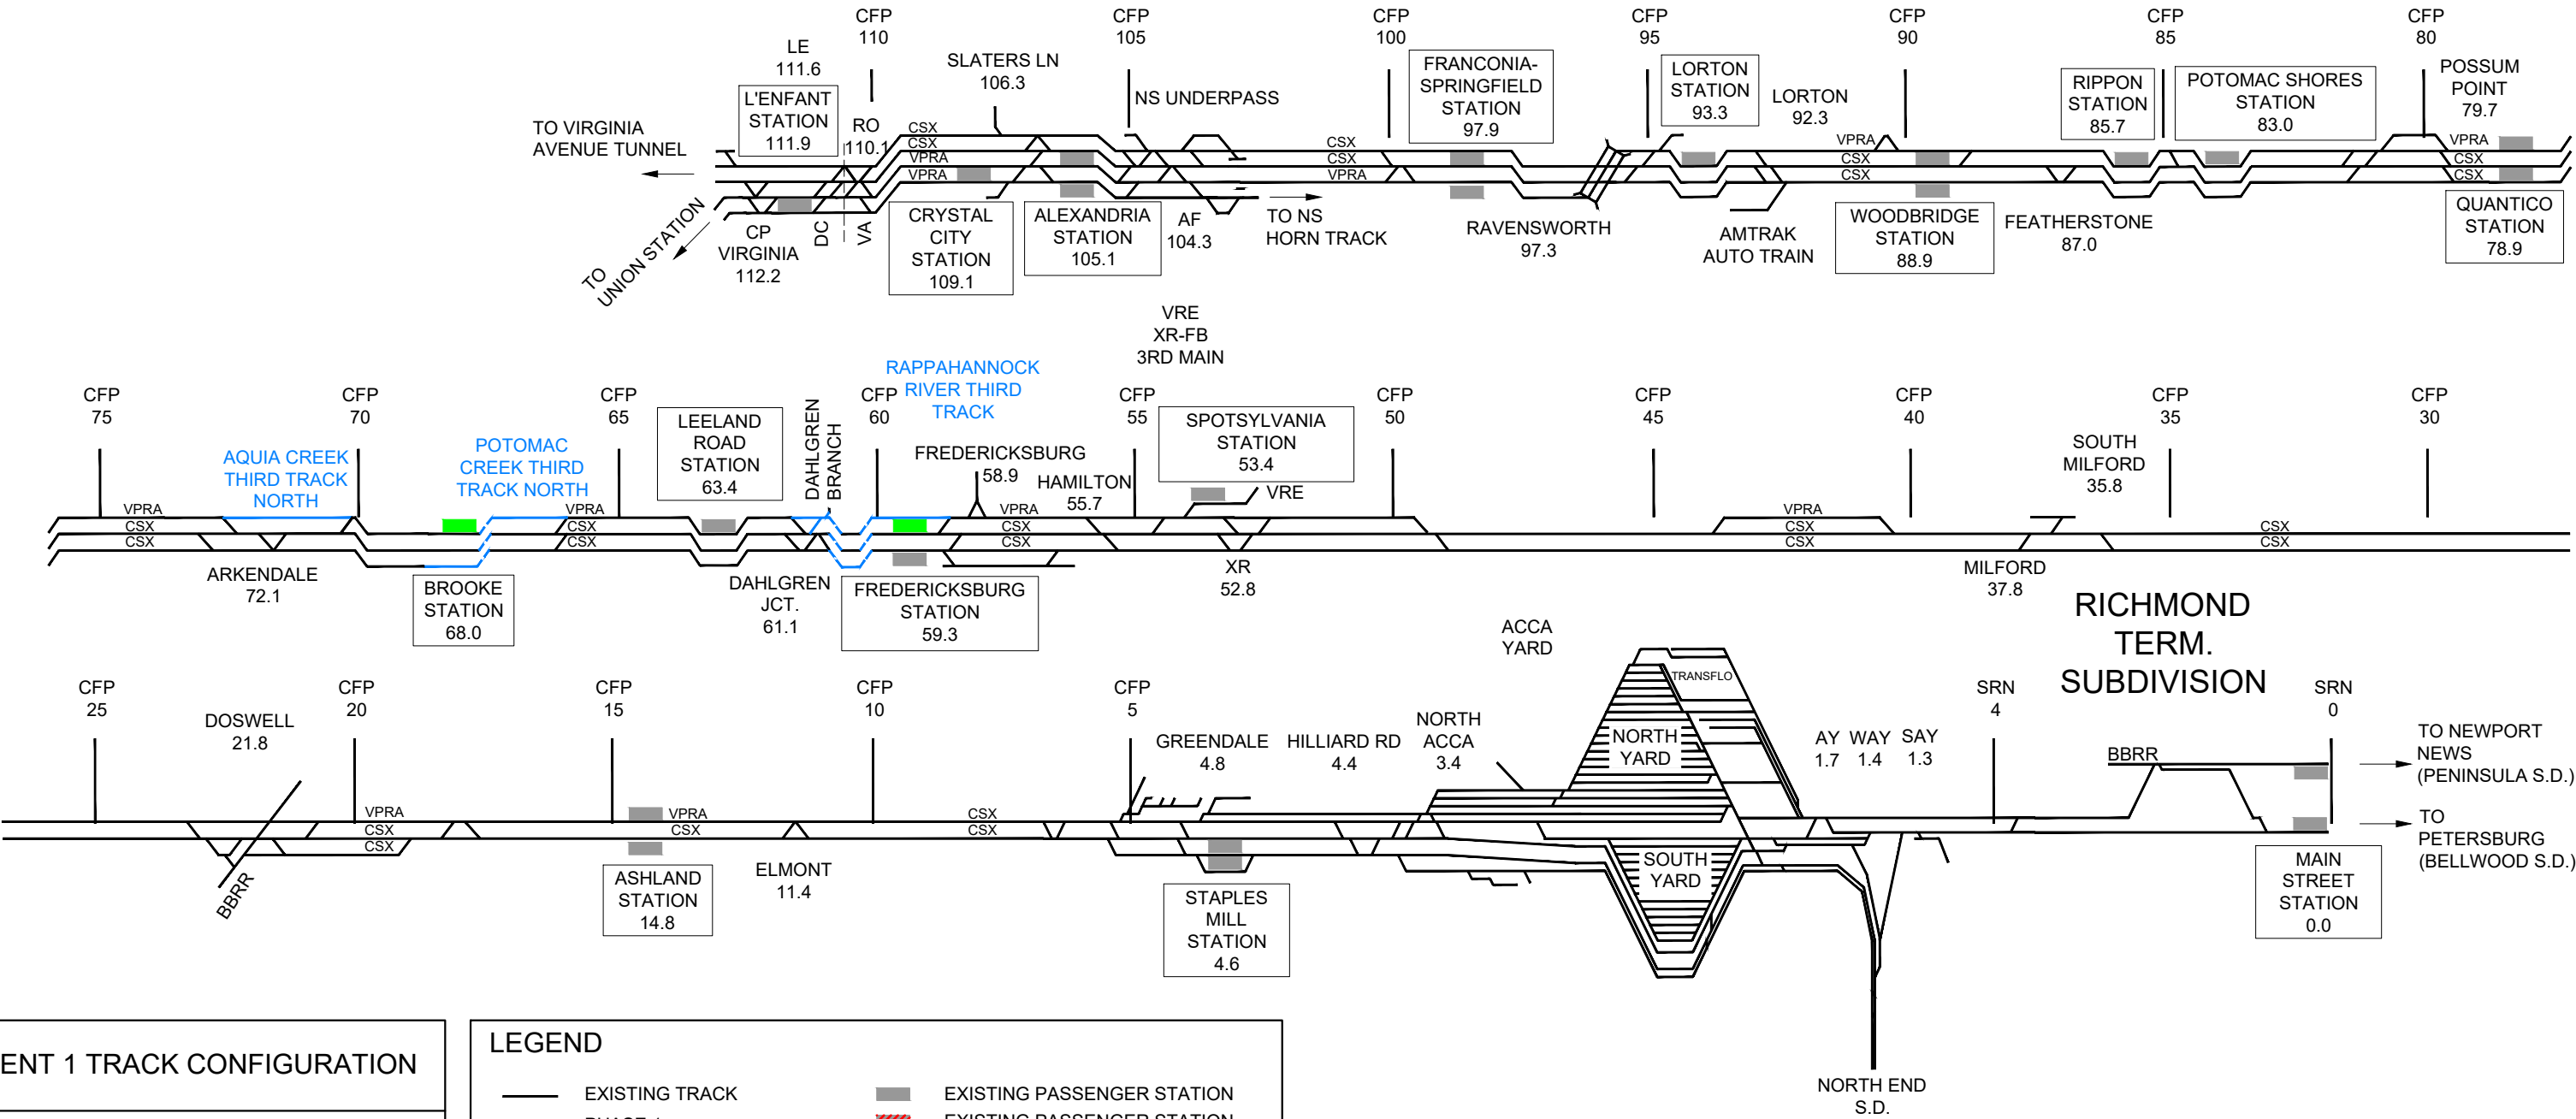 CFP
110
CFP
105
CFP
100
CFP
95
CFP
90
CFP
85
CFP
80
LE
111.6
L'ENFANT
STATION
111.9
RO
110.1
SLATERS LN
106.3
NS UNDERPASS
FRANCONIA-
SPRINGFIELD
STATION
97.9
LORTON
STATION
93.3
LORTON
92.3
RIPPON
STATION
85.7
POTOMAC SHORES
STATION
83.0
POSSUM
POINT
79.7
TO VIRGINIA
AVENUE TUNNEL
CSX
CSX
VPRA
VPRA
CSX
CSX
VPRA
VPRA
CSX
CSX
VPRA
CSX
CSX
TO
UNION STATION
CP
VIRGINIA
112.2
DC
VA
CRYSTAL
CITY
STATION
109.1
ALEXANDRIA
STATION
105.1
AF
104.3
TO NS
HORN TRACK
RAVENSWORTH
97.3
AMTRAK
AUTO TRAIN
WOODBRIDGE
STATION
88.9
FEATHERSTONE
87.0
QUANTICO
STATION
78.9
VRE
XR-FB
3RD MAIN
CFP
75
CFP
70
CFP
65
CFP
60
CFP
55
CFP
50
CFP
45
CFP
40
CFP
35
CFP
30
AQUIA CREEK
THIRD TRACK
NORTH
POTOMAC
CREEK THIRD
TRACK NORTH
LEELAND
ROAD
STATION
63.4
DAHLGREN
BRANCH
RAPPAHANNOCK
RIVER THIRD
TRACK
FREDERICKSBURG
58.9
HAMILTON
55.7
SPOTSYLVANIA
STATION
53.4
VRE
SOUTH
MILFORD
35.8
VPRA
CSX
CSX
VPRA
CSX
CSX
VPRA
CSX
CSX
VPRA
CSX
CSX
CSX
CSX
ARKENDALE
72.1
BROOKE
STATION
68.0
DAHLGREN
JCT.
61.1
FREDERICKSBURG
STATION
59.3
XR
52.8
MILFORD
37.8
RICHMOND
TERM.
SUBDIVISION
CFP
25
CFP
20
CFP
15
CFP
10
CFP
5
DOSWELL
21.8
GREENDALE
4.8
HILLIARD RD
4.4
NORTH
ACCA
3.4
ACCA
YARD
TRANSFLO
NORTH
YARD
SOUTH
YARD
AY
1.7
WAY
1.4
SAY
1.3
SRN
4
SRN
0
BBRR
TO NEWPORT
NEWS
(PENINSULA S.D.)
TO
PETERSBURG
(BELLWOOD S.D.)
VPRA
CSX
CSX
VPRA
CSX
CSX
CSX
BBRR
ASHLAND
STATION
14.8
ELMONT
11.4
STAPLES
MILL
STATION
4.6
MAIN
STREET
STATION
0.0
NORTH END
S.D.
ENT 1 TRACK CONFIGURATION
LEGEND
EXISTING TRACK
EXISTING PASSENGER STATION
EXISTING PASSENGER STATION